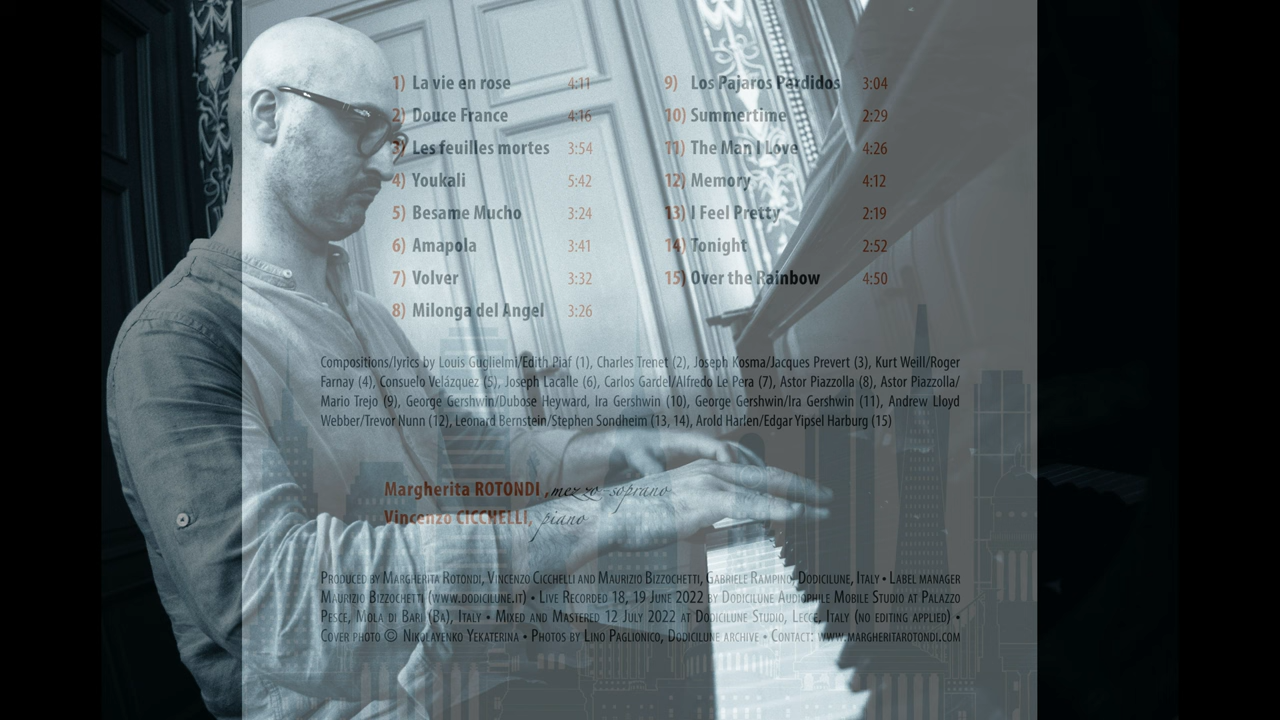 1) La vie en rose 4:11
2) Douce France 4:16
3) Les feuilles mortes 3:54
4) Youkali 5:42
5) Besame Mucho 3:24
6) Amapola 3:41
7) Volver 3:32
8) Milonga del Angel 3:26
9) Los Pajaros Perdidos 3:04
10) Summertime 2:29
11) The Man I Love 4:26
12) Memory 4:12
13) I Feel Pretty 2:19
14) Tonight 2:52
15) Over the Rainbow 4:50
Compositions/lyrics by Louis Guglielmi/Edith Piaf (1), Charles Trenet (2), Joseph Kosma/Jacques Prevert (3), Kurt Weill/Roger
Farnay (4), Consuelo Velázquez (5), Joseph Lacalle (6), Carlos Gardel/Alfredo Le Pera (7), Astor Piazzolla (8), Astor Piazzolla/
Mario Trejo (9), George Gershwin/Dubose Heyward, Ira Gershwin (10), George Gershwin/Ira Gershwin (11), Andrew Lloyd
Webber/Trevor Nunn (12), Leonard Bernstein/Stephen Sondheim (13, 14), Arold Harlen/Edgar Yipsel Harburg (15)
Margherita ROTONDI , mezzo soprano
Vincenzo CICCHELLI, piano
Produced by Margherita Rotondi, Vincenzo Cicchelli and Maurizio Bizzochetti, Gabriele Rampino, Dodicilune, Italy • Label manager
Maurizio Bizzochetti (www.dodicilune.it) • Live Recorded 18, 19 June 2022 by Dodicilune Audiophile Mobile Studio at Palazzo
Pesce, Mola di Bari (Ba), Italy • Mixed and Mastered 12 July 2022 at Dodicilune Studio, Lecce, Italy (no editing applied) •
Cover photo © Nikolayenko Yekaterina • Photos by Lino Paglionico, Dodicilune archive • Contact: www.margheritarotondi.com